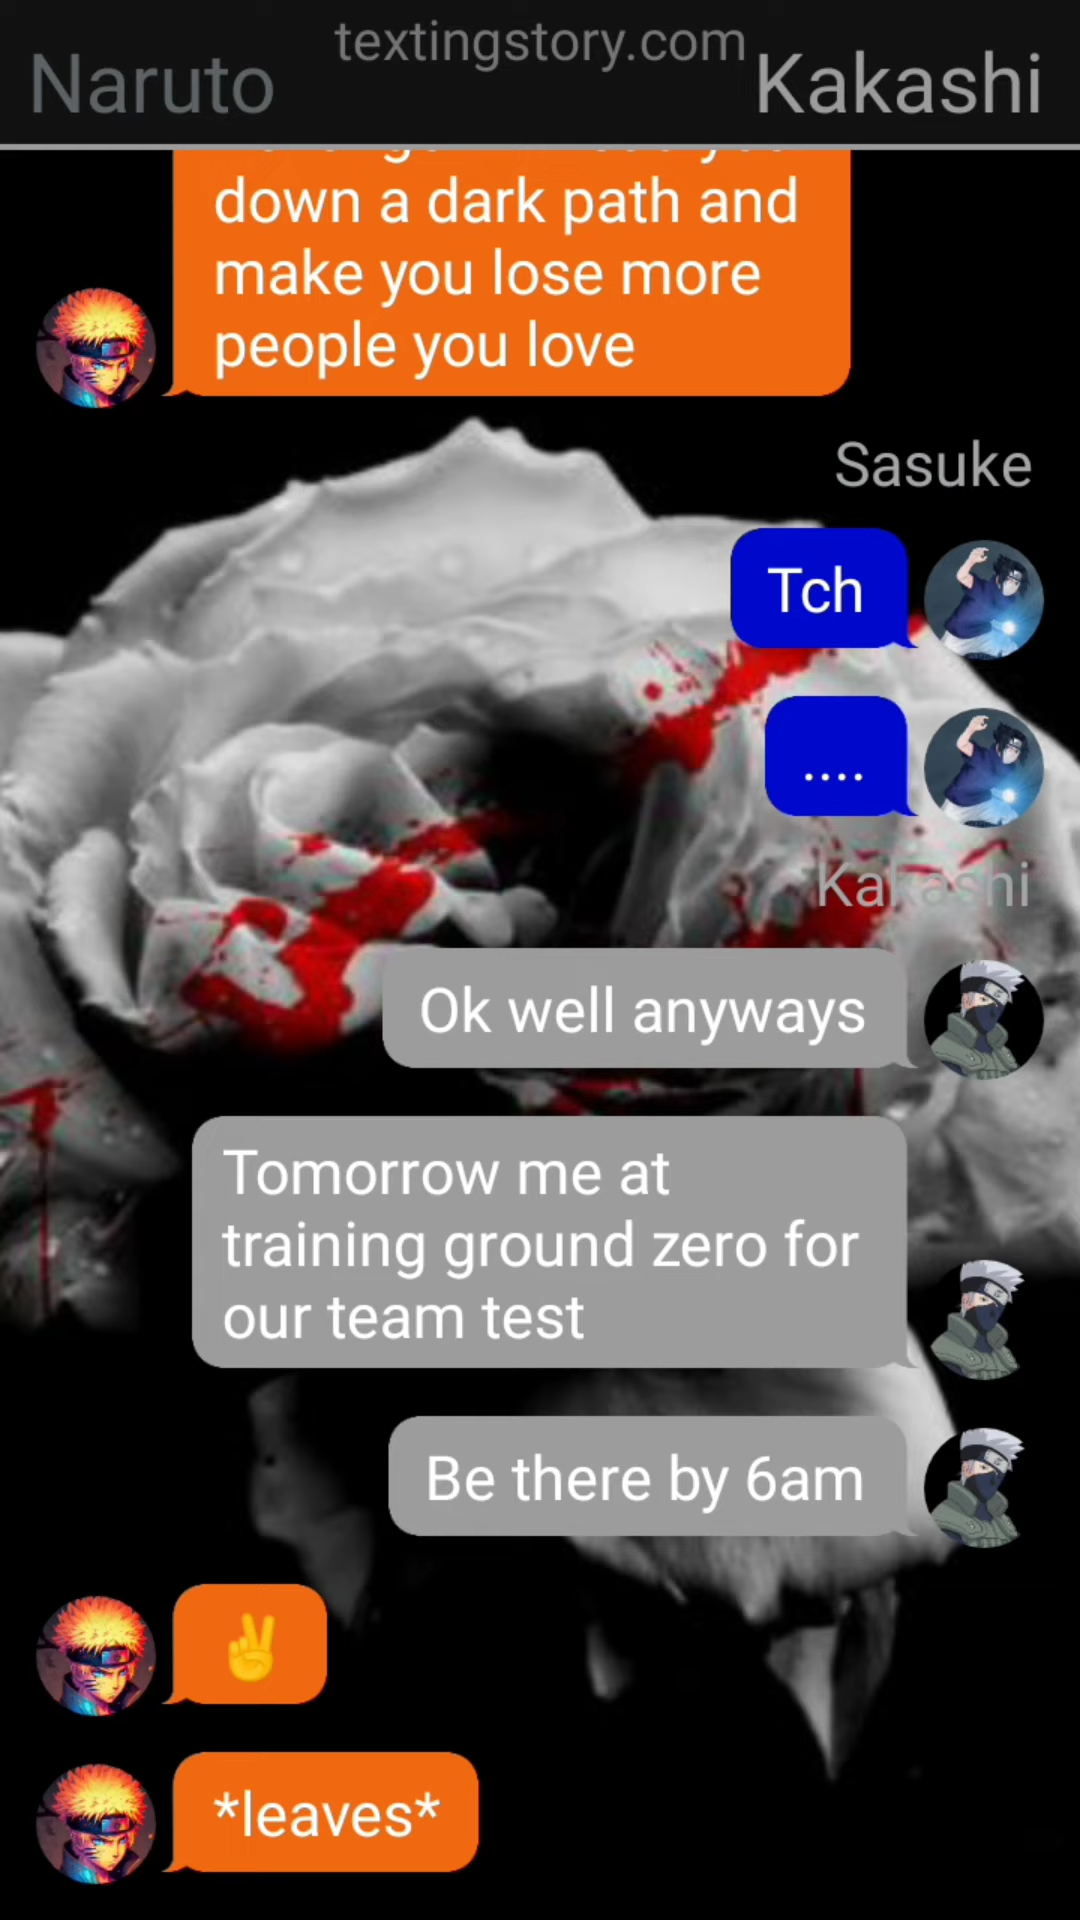 textingstory.com
Naruto
Kakashi
down a dark path and
make you lose more
people you love
Sasuke
Tch
....
Kakashi
Ok well anyways
Tomorrow me at
training ground zero for
our team test
Be there by 6am
✌
*leaves*